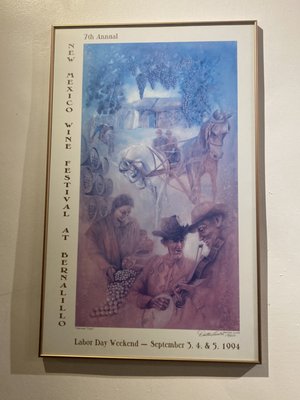 7th Annual
NEW MEXICO WINE FESTIVAL AT BERNALILLO
Labor Day Weekend — September 3, 4, & 5, 1994